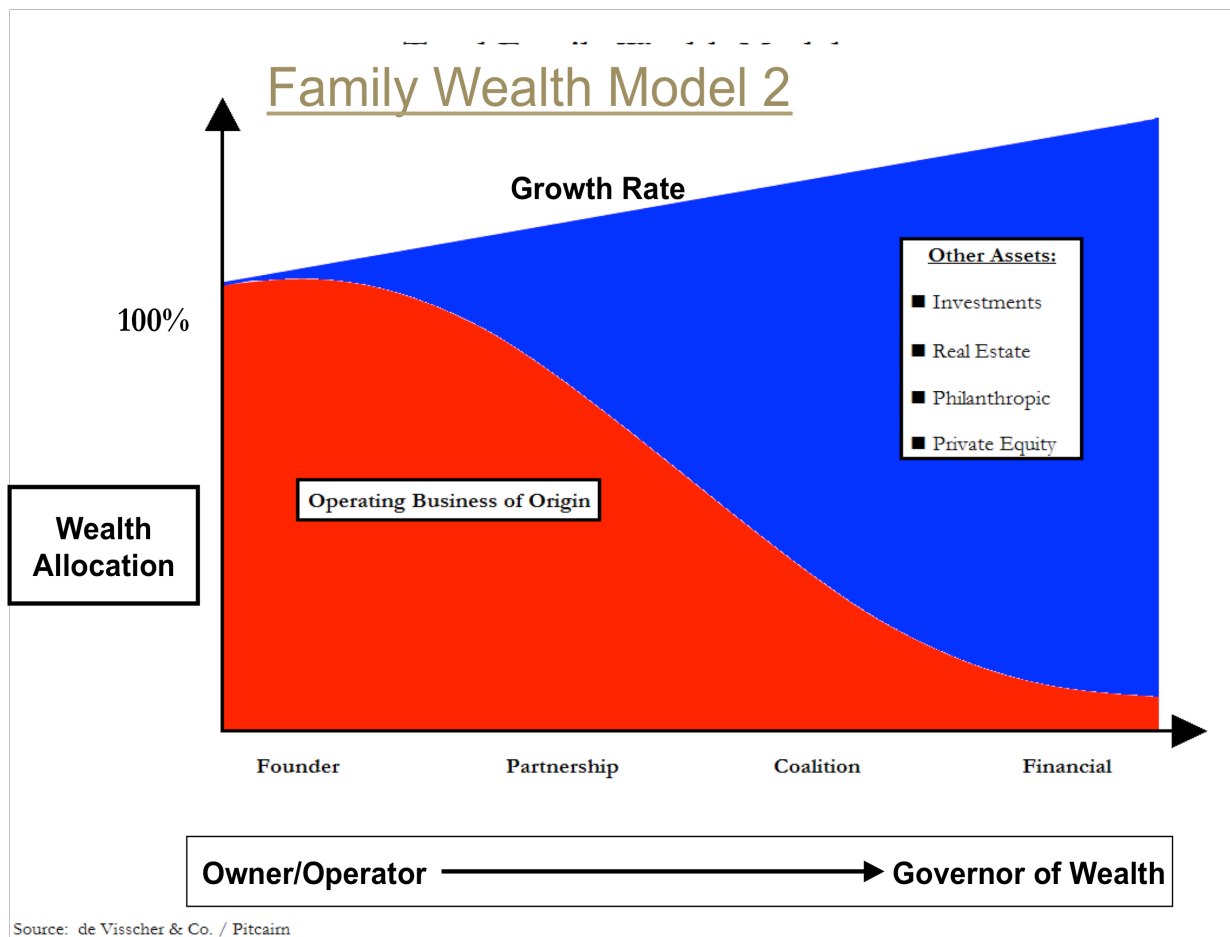 Family Wealth Model 2
Growth Rate
Other Assets:
■ Investments
■ Real Estate
■ Philanthropic
■ Private Equity
100%
Operating Business of Origin
Wealth
Allocation
Founder Partnership Coalition Financial
Owner/Operator Governor of Wealth
Source: de Visscher & Co. / Pitcairn